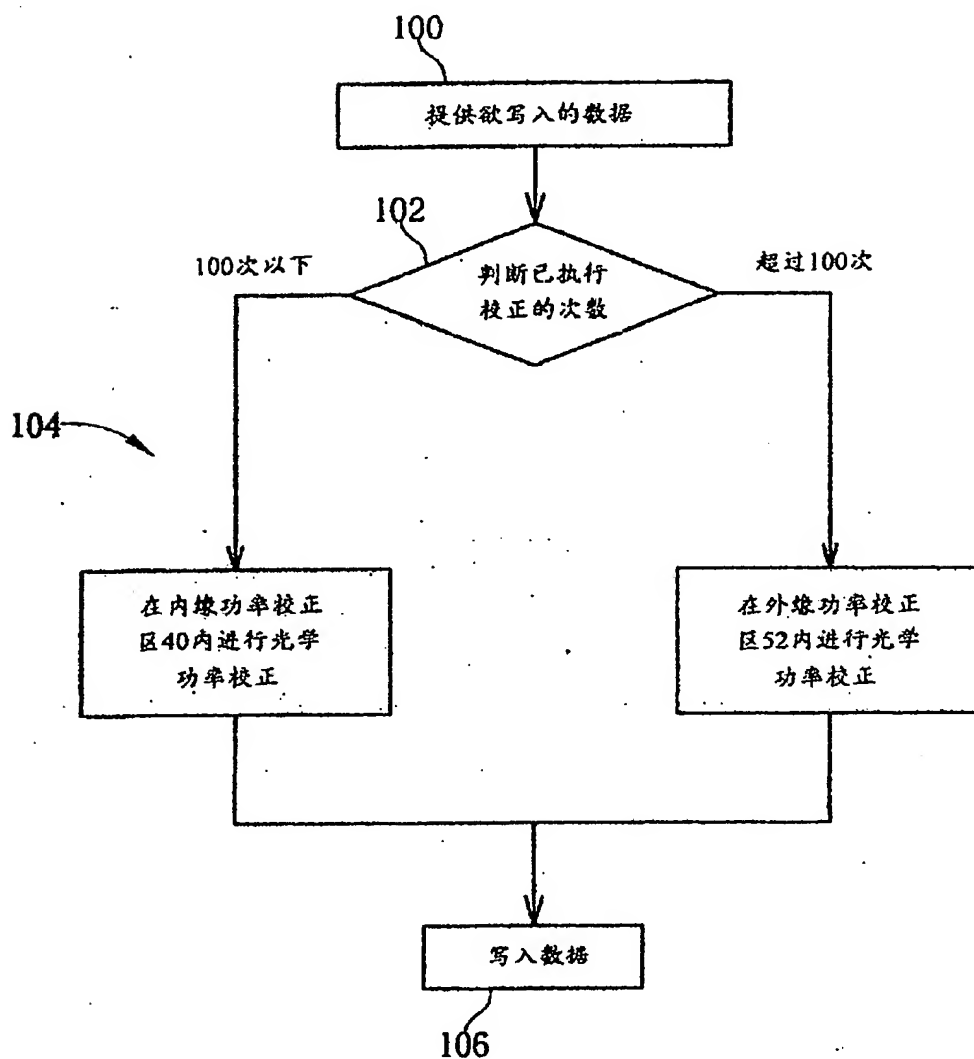 100
提供欲写入的数据
102
100次以下
判断已执行
校正的次数
超过100次
104
在内缘功率校正
区40内进行光学
功率校正
在外缘功率校正
区52内进行光学
功率校正
写入数据
106